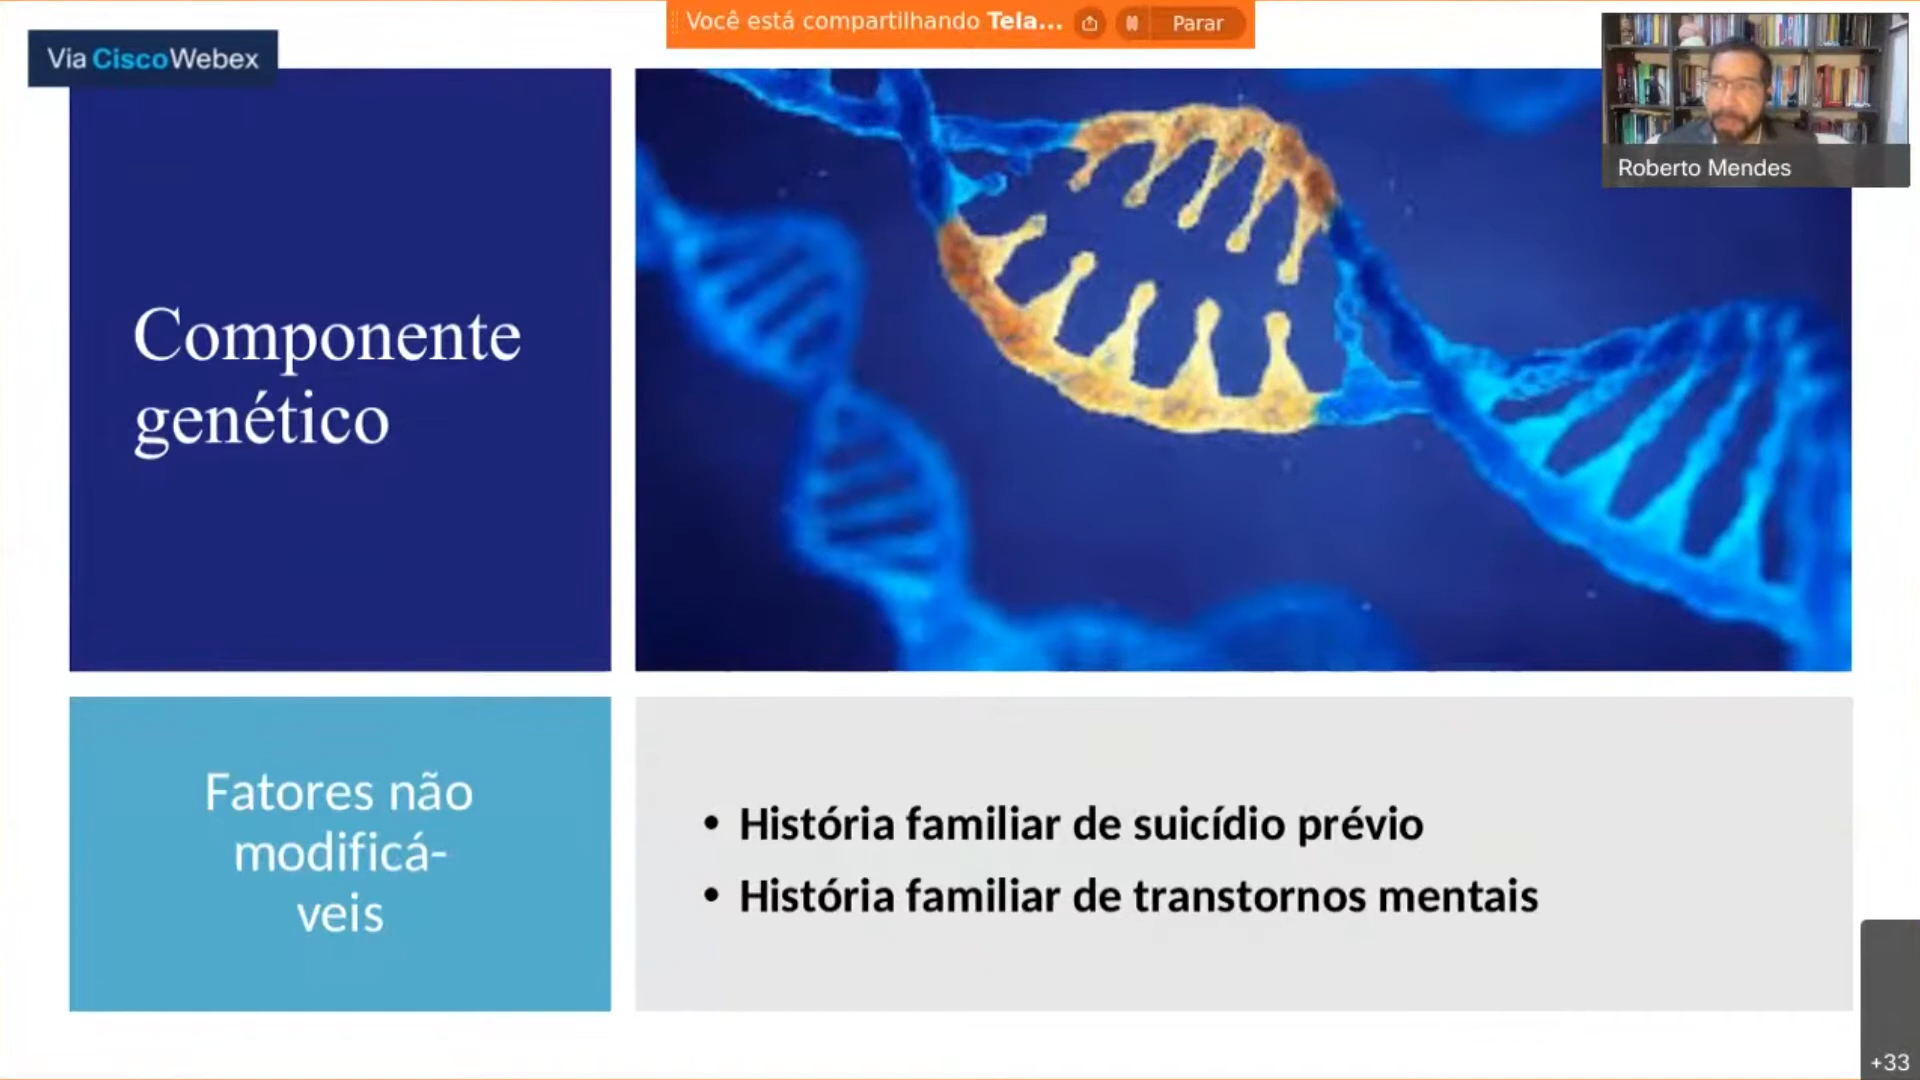 Você está compartilhando Tela...
Parar
Via CiscoWebex
Roberto Mendes
Componente
genético
Fatores não
modificá-
veis
• História familiar de suicídio prévio
• História familiar de transtornos mentais
+33